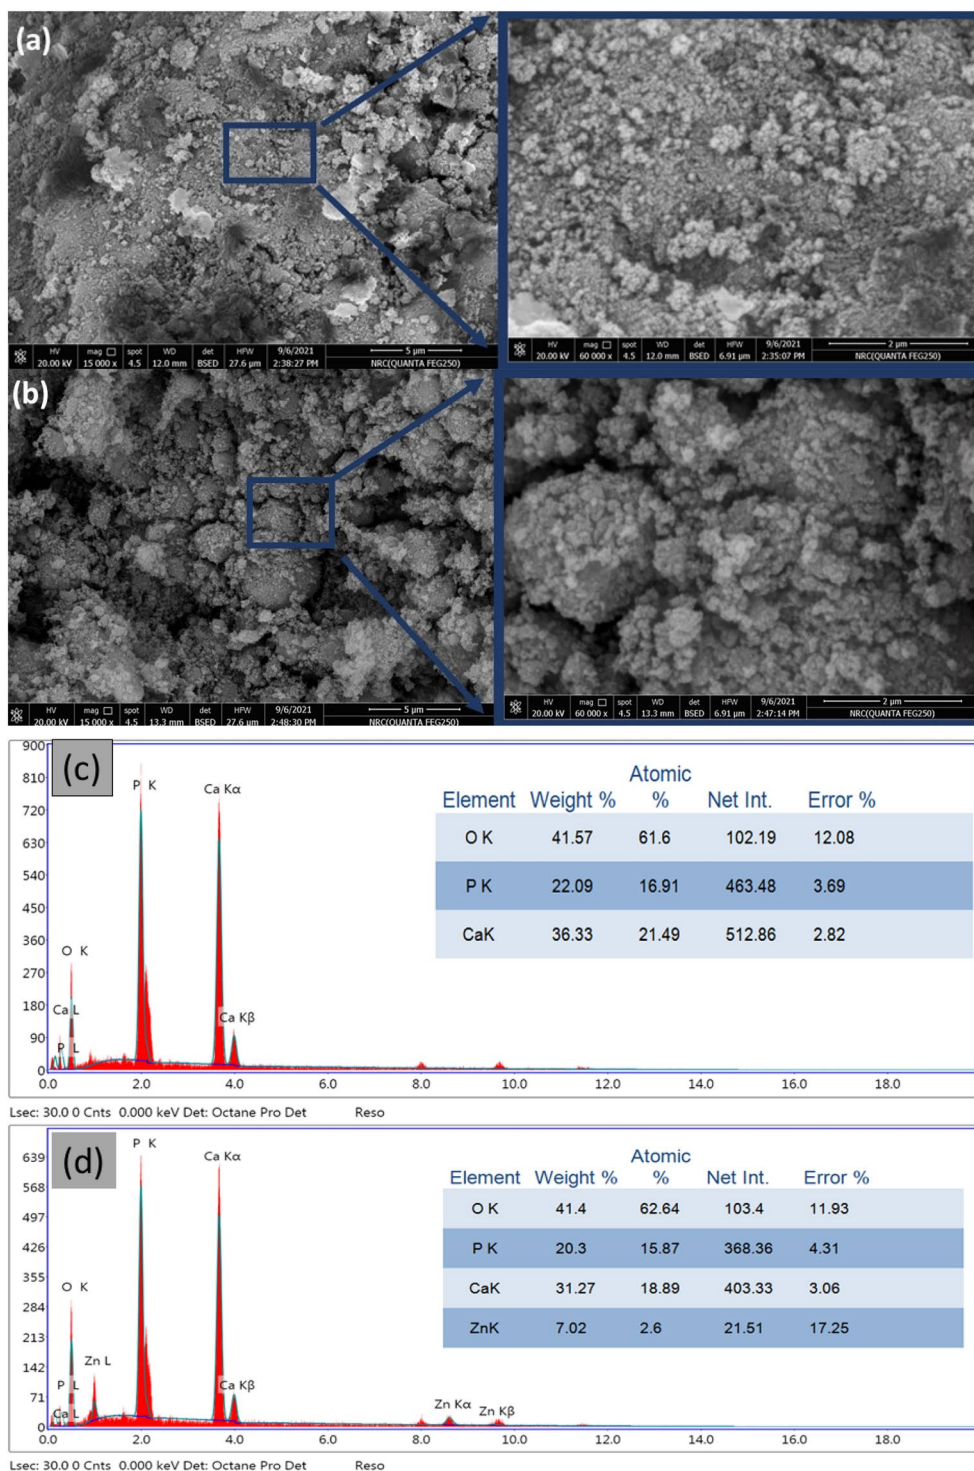 (a)
HV mag □ spot WD det HFW 9/6/2021 5 μm
20.00 kV 15 000 x 4.5 12.0 mm BSED 27.6 μm 2:38:27 PM NRC(QUANTA FEG250)
HV mag □ spot WD det HFW 9/6/2021 2 μm
20.00 kV 60 000 x 4.5 12.0 mm BSED 6.91 μm 2:35:07 PM NRC(QUANTA FEG250)
(b)
HV mag □ spot WD det HFW 9/6/2021 5 μm
20.00 kV 15 000 x 4.5 13.3 mm BSED 27.6 μm 2:48:30 PM NRC(QUANTA FEG250)
HV mag □ spot WD det HFW 9/6/2021 2 μm
20.00 kV 60 000 x 4.5 13.3 mm BSED 6.91 μm 2:47:14 PM NRC(QUANTA FEG250)
(c)
900
810
720
630
540
450
360
270
180
90
0
P K
Ca Kα
O K
Ca L
P L
Ca Kβ
Element Weight % Atomic % Net Int. Error %
O K 41.57 61.6 102.19 12.08
P K 22.09 16.91 463.48 3.69
CaK 36.33 21.49 512.86 2.82
0.0 2.0 4.0 6.0 8.0 10.0 12.0 14.0 16.0 18.0
Lsec: 30.0 0 Cnts 0.000 keV Det: Octane Pro Det Reso
(d)
639
568
497
426
355
284
213
142
71
0
P K
Ca Kα
O K
Zn L
P L
Ca L
Ca Kβ
Zn Kα
Zn Kβ
Element Weight % Atomic % Net Int. Error %
O K 41.4 62.64 103.4 11.93
P K 20.3 15.87 368.36 4.31
CaK 31.27 18.89 403.33 3.06
ZnK 7.02 2.6 21.51 17.25
0.0 2.0 4.0 6.0 8.0 10.0 12.0 14.0 16.0 18.0
Lsec: 30.0 0 Cnts 0.000 keV Det: Octane Pro Det Reso